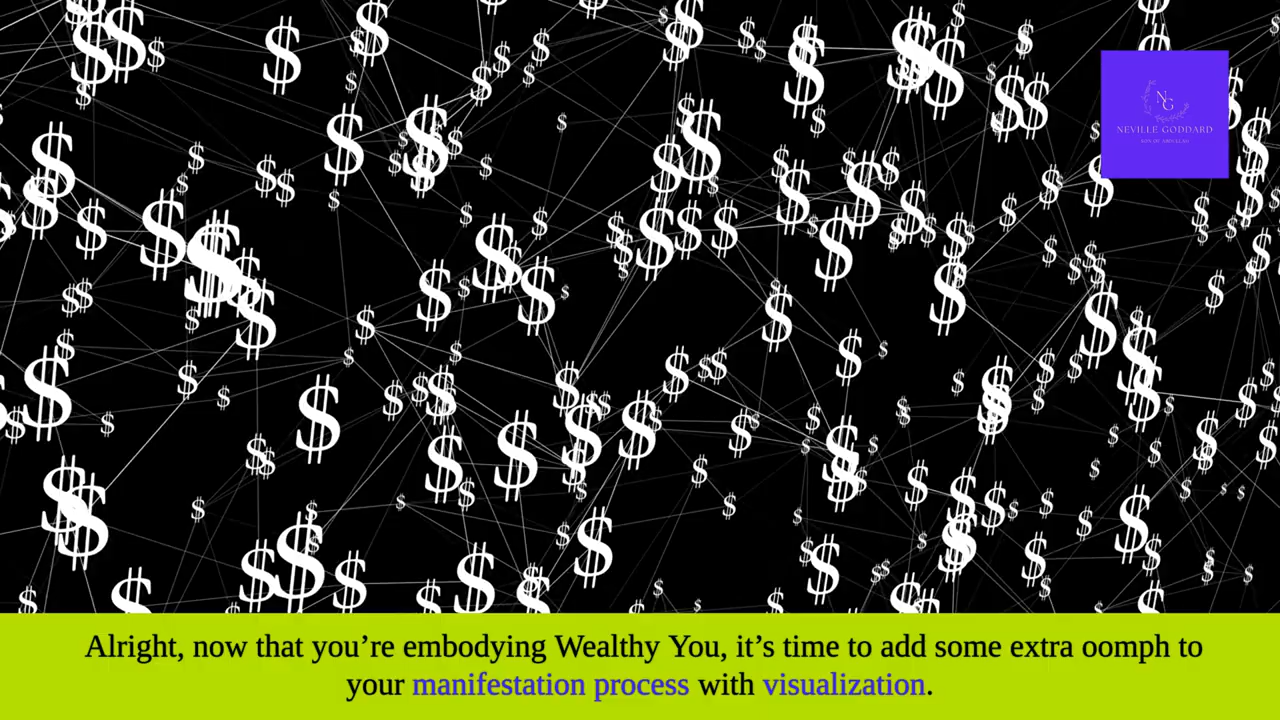 NG
NEVILLE GODDARD
Alright, now that you’re embodying Wealthy You, it’s time to add some extra oomph to
your manifestation process with visualization.